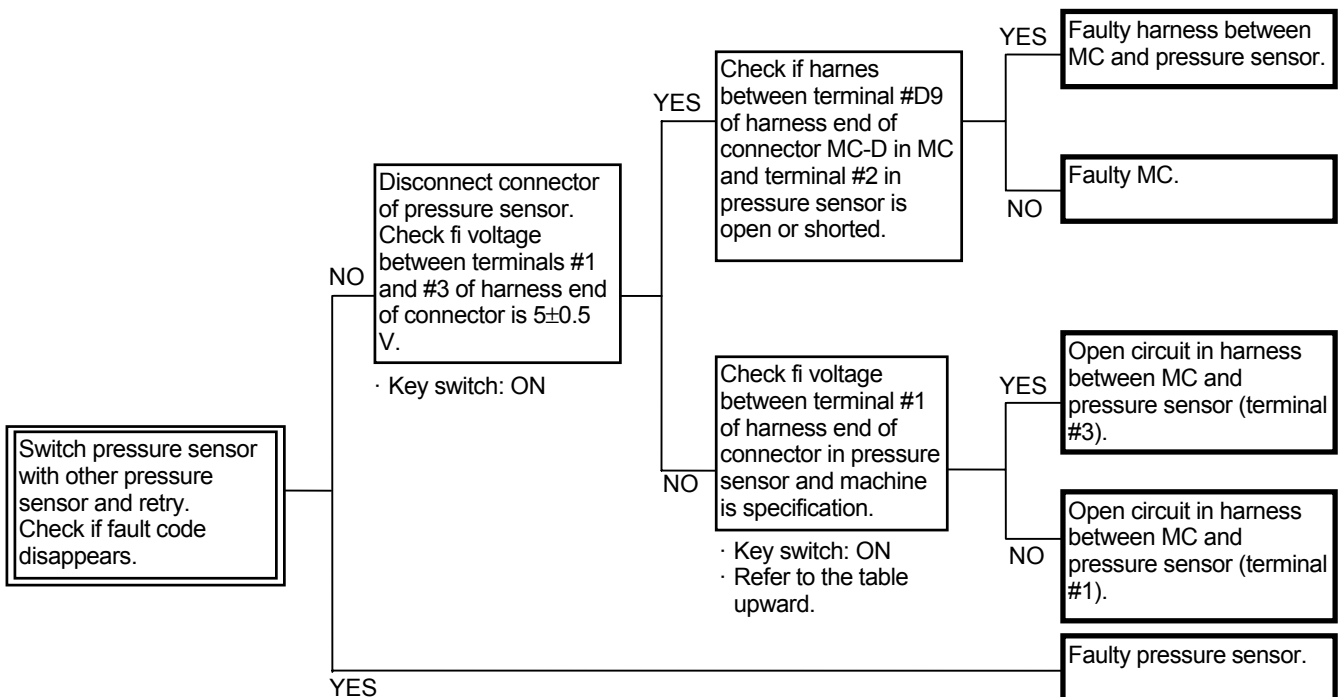 Switch pressure sensor
with other pressure
sensor and retry.
Check if fault code
disappears.
NO
Disconnect connector
of pressure sensor.
Check fi voltage
between terminals #1
and #3 of harness end
of connector is 5±0.5
V.
· Key switch: ON
YES
Check if harnes
between terminal #D9
of harness end of
connector MC-D in MC
and terminal #2 in
pressure sensor is
open or shorted.
YES
Faulty harness between
MC and pressure sensor.
NO
Faulty MC.
NO
Check fi voltage
between terminal #1
of harness end of
connector in pressure
sensor and machine
is specification.
· Key switch: ON
· Refer to the table
upward.
YES
Open circuit in harness
between MC and
pressure sensor (terminal
#3).
NO
Open circuit in harness
between MC and
pressure sensor (terminal
#1).
YES
Faulty pressure sensor.